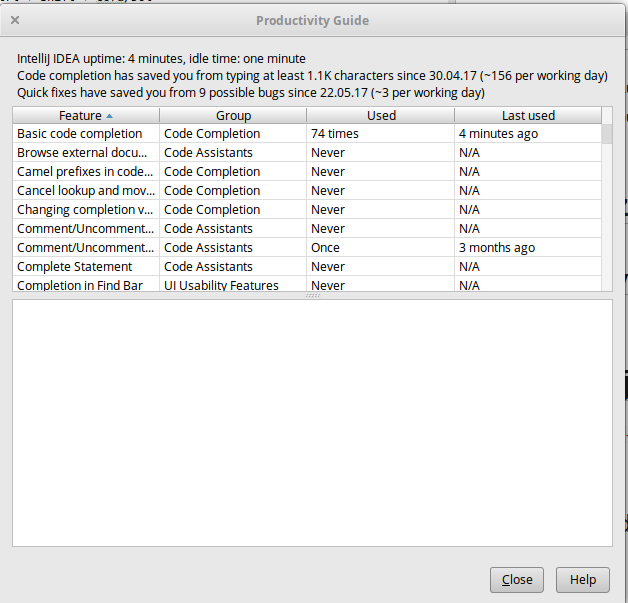 Productivity Guide
IntelliJ IDEA uptime: 4 minutes, idle time: one minute
Code completion has saved you from typing at least 1.1K characters since 30.04.17 (~156 per working day)
Quick fixes have saved you from 9 possible bugs since 22.05.17 (~3 per working day)
Feature Group Used Last used
Basic code completion Code Completion 74 times 4 minutes ago
Browse external docu... Code Assistants Never N/A
Camel prefixes in code... Code Completion Never N/A
Cancel lookup and mov... Code Completion Never N/A
Changing completion v... Code Completion Never N/A
Comment/Uncomment... Code Assistants Never N/A
Comment/Uncomment... Code Assistants Once 3 months ago
Complete Statement Code Assistants Never N/A
Completion in Find Bar UI Usability Features Never N/A
Close Help